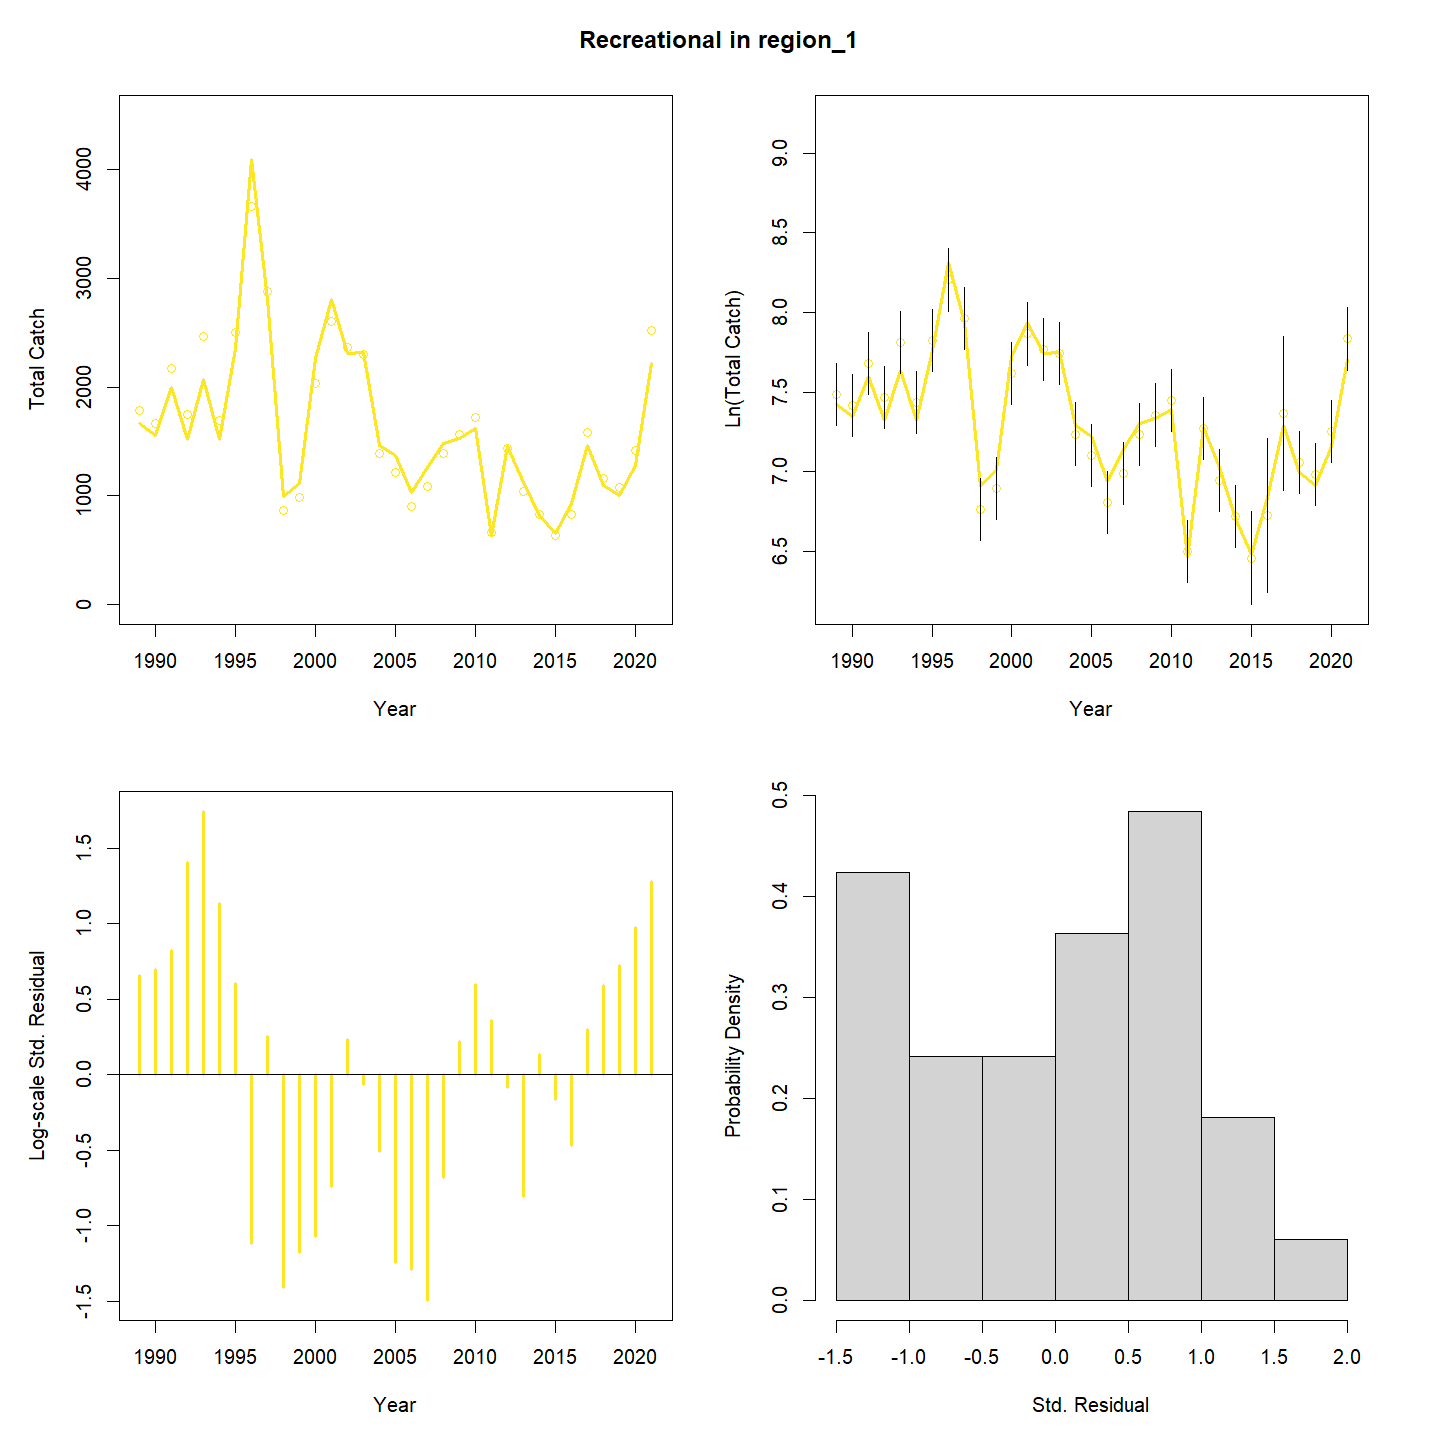 Recreational in region_1
Total Catch
0 1000 2000 3000 4000
1990 1995 2000 2005 2010 2015 2020
Year
Ln(Total Catch)
6.5 7.0 7.5 8.0 8.5 9.0
1990 1995 2000 2005 2010 2015 2020
Year
Log-scale Std. Residual
-1.5 -1.0 -0.5 0.0 0.5 1.0 1.5
1990 1995 2000 2005 2010 2015 2020
Year
Probability Density
0.0 0.1 0.2 0.3 0.4 0.5
-1.5 -1.0 -0.5 0.0 0.5 1.0 1.5 2.0
Std. Residual